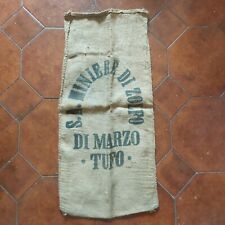 S.A. MINIERE DI ZOLFO
DI MARZO
· TUFO ·